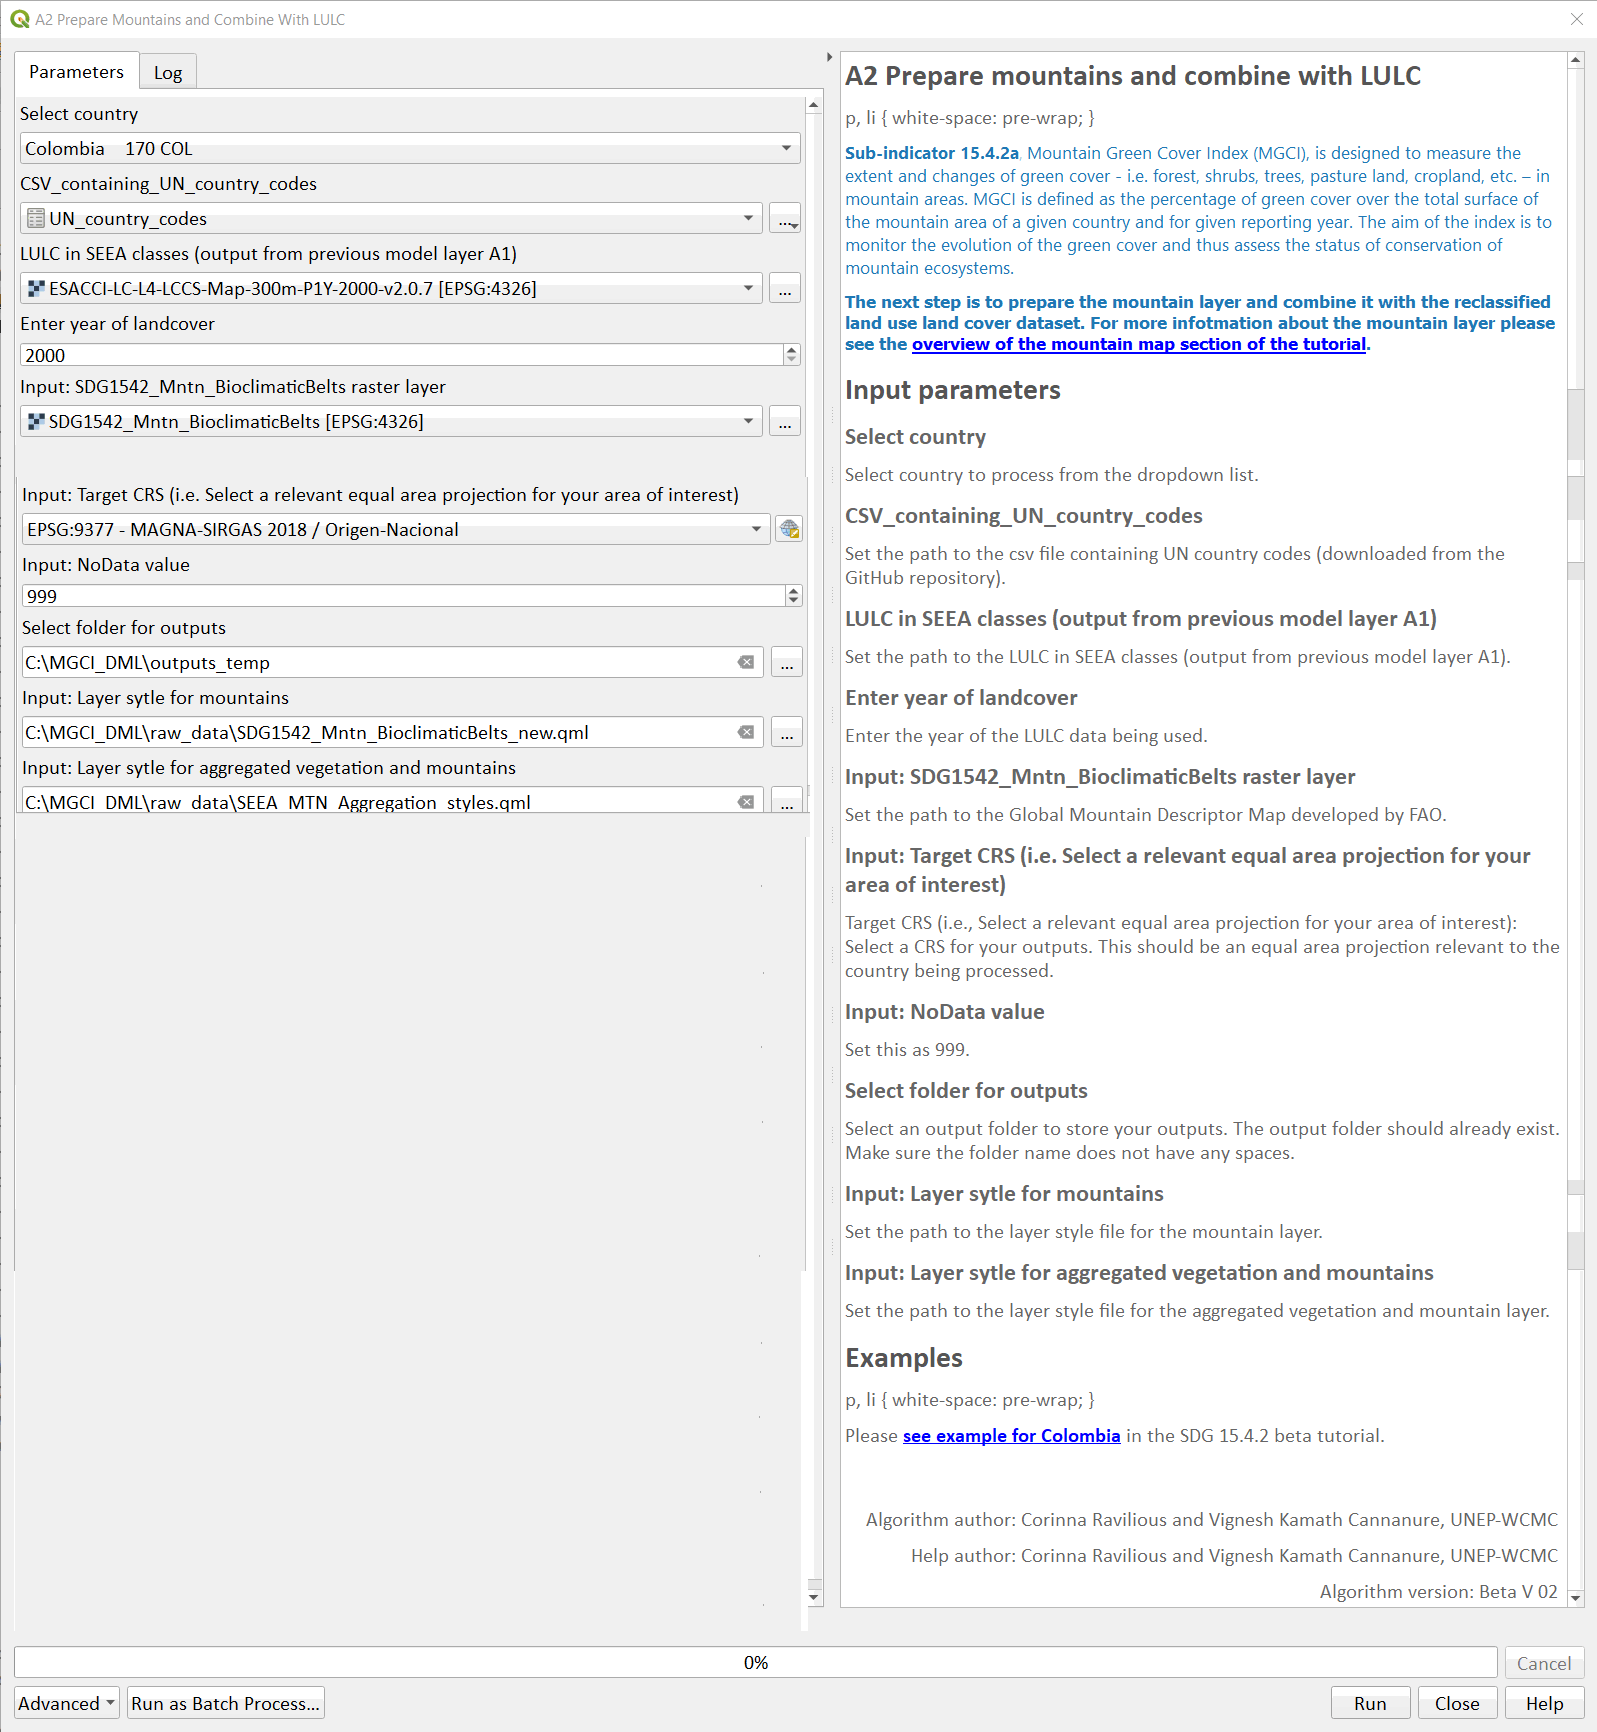 A2 Prepare Mountains and Combine With LULC
Parameters
Log
Select country
Colombia 170 COL
CSV_containing_UN_country_codes
UN_country_codes
...
LULC in SEEA classes (output from previous model layer A1)
ESACCI-LC-L4-LCCS-Map-300m-P1Y-2000-v2.0.7 [EPSG:4326]
...
Enter year of landcover
2000
Input: SDG1542_Mntn_BioclimaticBelts raster layer
SDG1542_Mntn_BioclimaticBelts [EPSG:4326]
...
Input: Target CRS (i.e. Select a relevant equal area projection for your area of interest)
EPSG:9377 - MAGNA-SIRGAS 2018 / Origen-Nacional
Input: NoData value
999
Select folder for outputs
C:\MGCI_DML\outputs_temp
...
Input: Layer sytle for mountains
C:\MGCI_DML\raw_data\SDG1542_Mntn_BioclimaticBelts_new.qml
...
Input: Layer sytle for aggregated vegetation and mountains
C:\MGCI_DML\raw_data\SEEA_MTN_Aggregation_styles.qml
...
A2 Prepare mountains and combine with LULC
p, li { white-space: pre-wrap; }
Sub-indicator 15.4.2a, Mountain Green Cover Index (MGCI), is designed to measure the
extent and changes of green cover - i.e. forest, shrubs, trees, pasture land, cropland, etc. – in
mountain areas. MGCI is defined as the percentage of green cover over the total surface of
the mountain area of a given country and for given reporting year. The aim of the index is to
monitor the evolution of the green cover and thus assess the status of conservation of
mountain ecosystems.
The next step is to prepare the mountain layer and combine it with the reclassified
land use land cover dataset. For more infotmation about the mountain layer please
see the overview of the mountain map section of the tutorial.
Input parameters
Select country
Select country to process from the dropdown list.
CSV_containing_UN_country_codes
Set the path to the csv file containing UN country codes (downloaded from the
GitHub repository).
LULC in SEEA classes (output from previous model layer A1)
Set the path to the LULC in SEEA classes (output from previous model layer A1).
Enter year of landcover
Enter the year of the LULC data being used.
Input: SDG1542_Mntn_BioclimaticBelts raster layer
Set the path to the Global Mountain Descriptor Map developed by FAO.
Input: Target CRS (i.e. Select a relevant equal area projection for your
area of interest)
Target CRS (i.e., Select a relevant equal area projection for your area of interest):
Select a CRS for your outputs. This should be an equal area projection relevant to the
country being processed.
Input: NoData value
Set this as 999.
Select folder for outputs
Select an output folder to store your outputs. The output folder should already exist.
Make sure the folder name does not have any spaces.
Input: Layer sytle for mountains
Set the path to the layer style file for the mountain layer.
Input: Layer sytle for aggregated vegetation and mountains
Set the path to the layer style file for the aggregated vegetation and mountain layer.
Examples
p, li { white-space: pre-wrap; }
Please see example for Colombia in the SDG 15.4.2 beta tutorial.
Algorithm author: Corinna Ravilious and Vignesh Kamath Cannanure, UNEP-WCMC
Help author: Corinna Ravilious and Vignesh Kamath Cannanure, UNEP-WCMC
Algorithm version: Beta V 02
0%
Cancel
Advanced
Run as Batch Process...
Run
Close
Help